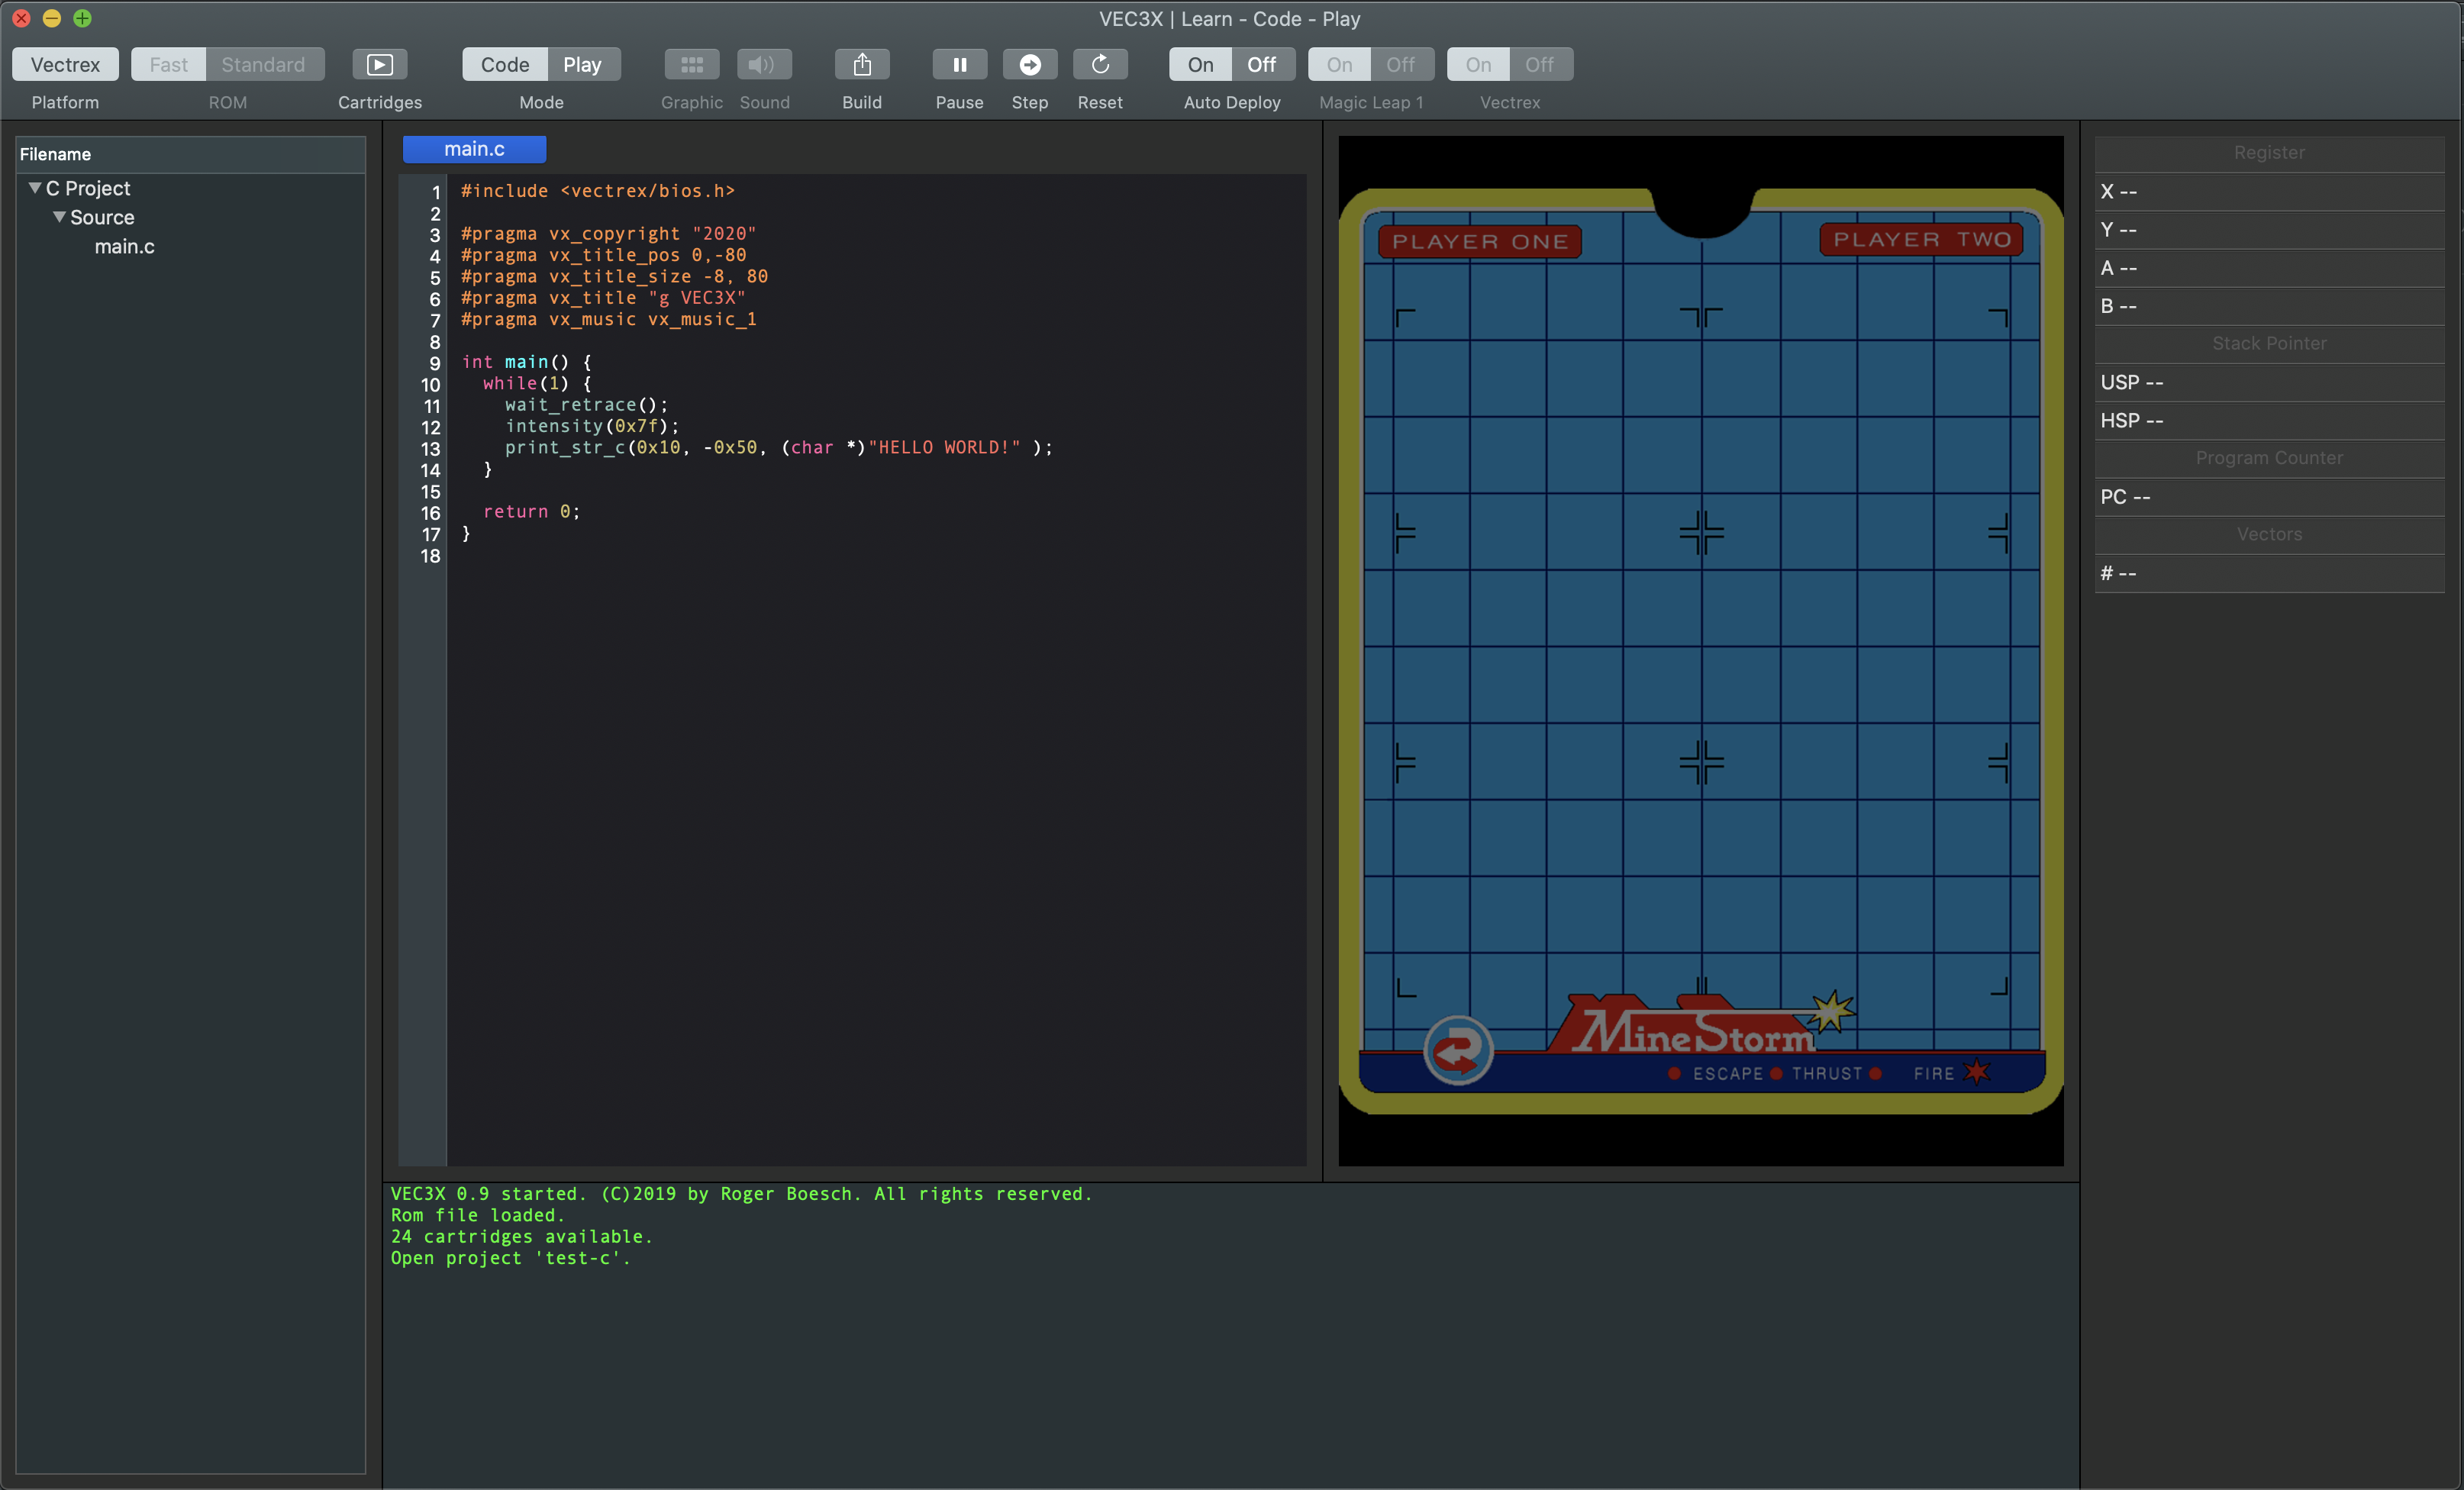 VEC3X | Learn - Code - Play
Vectrex Fast Standard Code Play On Off On Off On Off
Platform ROM Cartridges Mode Graphic Sound Build Pause Step Reset Auto Deploy Magic Leap 1 Vectrex
Filename
C Project
Source
main.c
main.c
1 #include <vectrex/bios.h>
2
3 #pragma vx_copyright "2020"
4 #pragma vx_title_pos 0,-80
5 #pragma vx_title_size -8, 80
6 #pragma vx_title "g VEC3X"
7 #pragma vx_music vx_music_1
8
9 int main() {
10   while(1) {
11     wait_retrace();
12     intensity(0x7f);
13     print_str_c(0x10, -0x50, (char *)"HELLO WORLD!" );
14   }
15
16   return 0;
17 }
18
PLAYER ONE PLAYER TWO
MineStorm
ESCAPE THRUST FIRE
Register
X --
Y --
A --
B --
Stack Pointer
USP --
HSP --
Program Counter
PC --
Vectors
# --
VEC3X 0.9 started. (C)2019 by Roger Boesch. All rights reserved.
Rom file loaded.
24 cartridges available.
Open project 'test-c'.